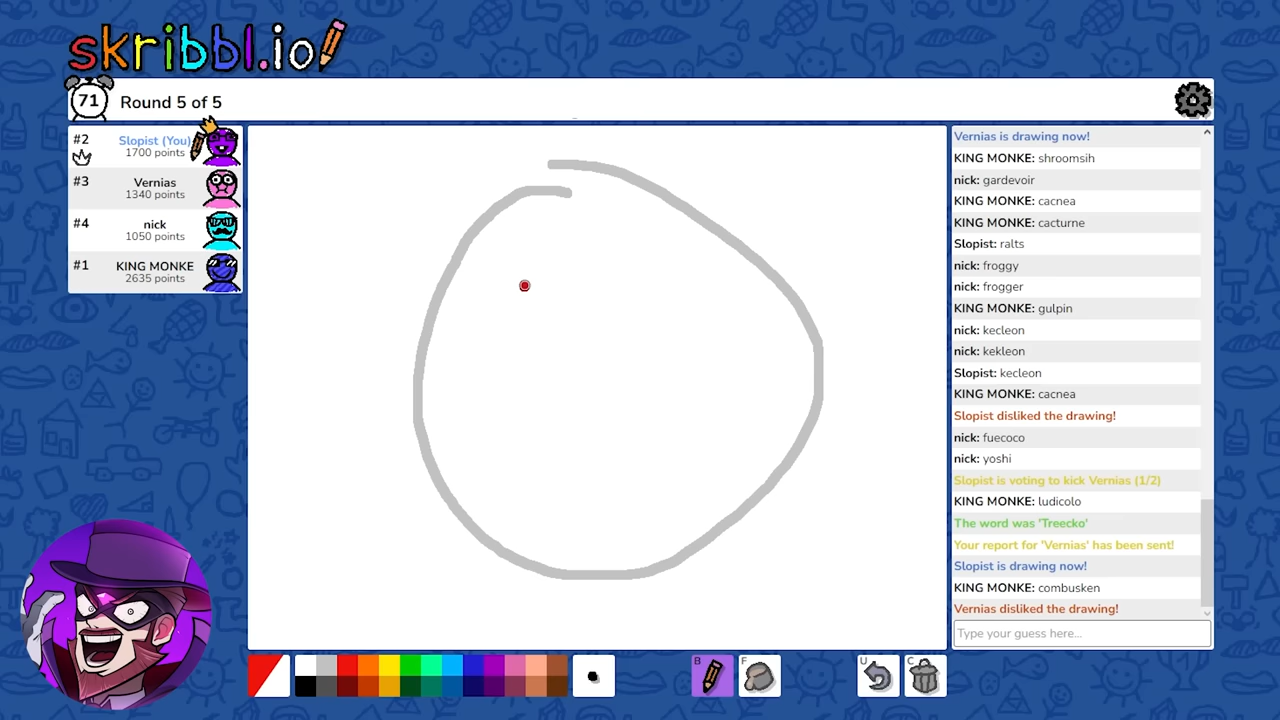 skribbl.io
71
Round 5 of 5
#2
Slopist (You)
1700 points
#3
Vernias
1340 points
#4
nick
1050 points
#1
KING MONKE
2635 points
Vernias is drawing now!
KING MONKE: shroomsih
nick: gardevoir
KING MONKE: cacnea
KING MONKE: cacturne
Slopist: ralts
nick: froggy
nick: frogger
KING MONKE: gulpin
nick: kecleon
nick: kekleon
Slopist: kecleon
KING MONKE: cacnea
Slopist disliked the drawing!
nick: fuecoco
nick: yoshi
Slopist is voting to kick Vernias (1/2)
KING MONKE: ludicolo
The word was 'Treecko'
Your report for 'Vernias' has been sent!
Slopist is drawing now!
KING MONKE: combusken
Vernias disliked the drawing!
Type your guess here...
B
F
U
C